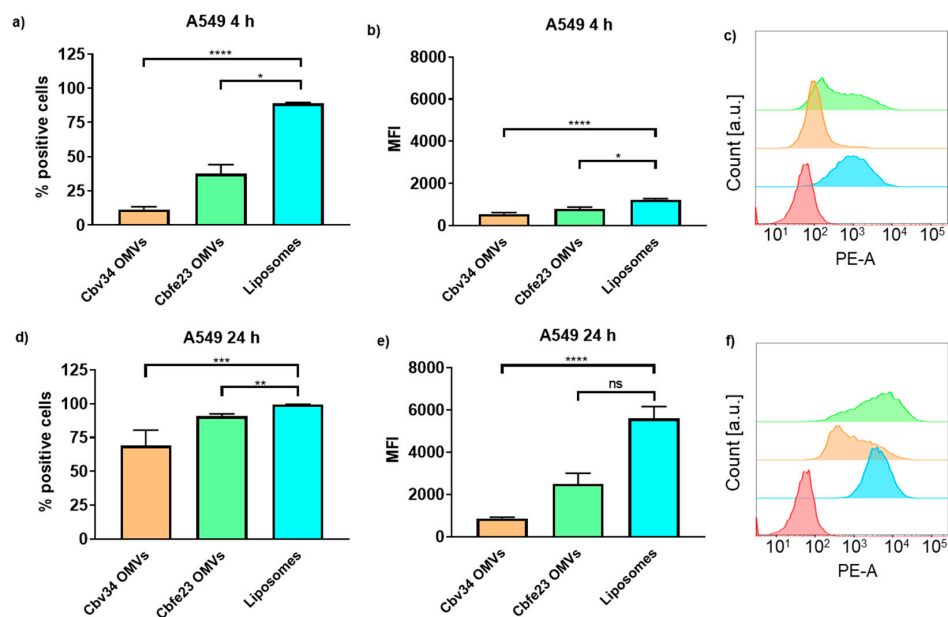 a)
A549 4 h
% positive cells
125
100
75
50
25
0
****
*
Cbv34 OMVs
Cbfe23 OMVs
Liposomes
b)
A549 4 h
MFI
8000
6000
4000
2000
0
****
*
Cbv34 OMVs
Cbfe23 OMVs
Liposomes
c)
Count [a.u.]
10¹ 10² 10³ 10⁴ 10⁵
PE-A
d)
A549 24 h
% positive cells
125
100
75
50
25
0
***
**
Cbv34 OMVs
Cbfe23 OMVs
Liposomes
e)
A549 24 h
MFI
8000
6000
4000
2000
0
****
ns
Cbv34 OMVs
Cbfe23 OMVs
Liposomes
f)
Count [a.u.]
10¹ 10² 10³ 10⁴ 10⁵
PE-A